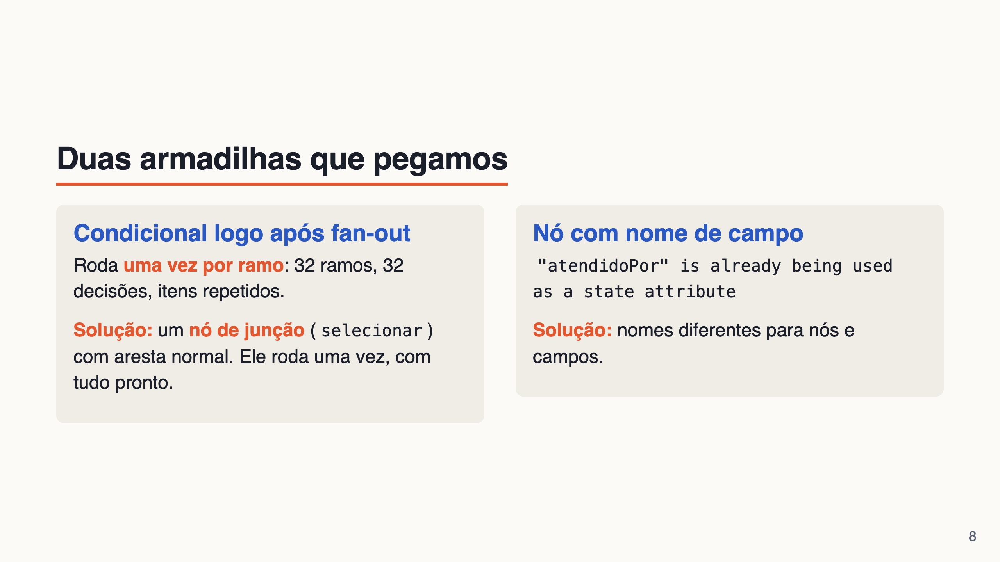 Duas armadilhas que pegamos
Condicional logo após fan-out
Roda uma vez por ramo: 32 ramos, 32
decisões, itens repetidos.
Solução: um nó de junção ( selecionar )
com aresta normal. Ele roda uma vez, com
tudo pronto.
Nó com nome de campo
"atendidoPor" is already being used
as a state attribute
Solução: nomes diferentes para nós e
campos.
8